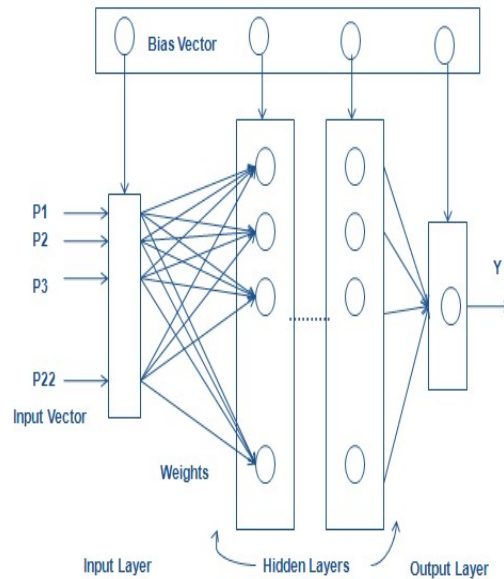 Bias Vector
P1
P2
P3
Y
P22
Input Vector
Weights
Input Layer
Hidden Layers
Output Layer